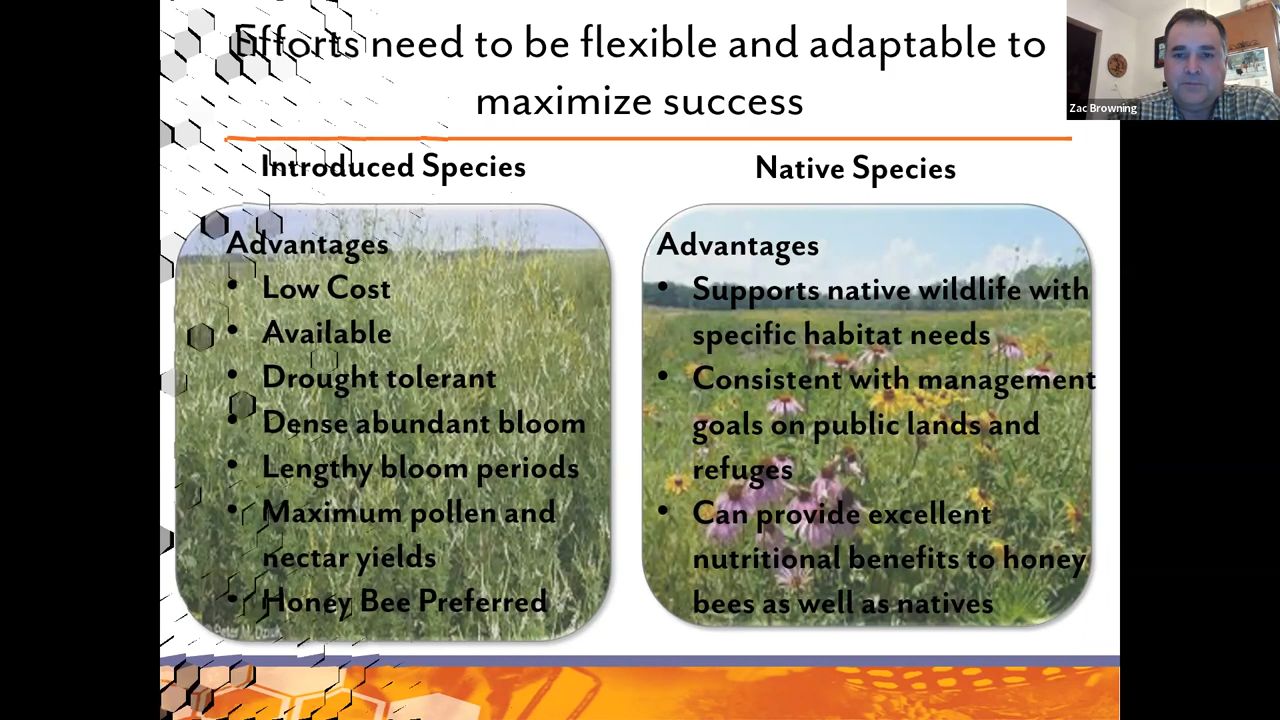 Efforts need to be flexible and adaptable to
maximize success
Zac Browning
Introduced Species
Advantages
• Low Cost
• Available
• Drought tolerant
• Dense abundant bloom
• Lengthy bloom periods
• Maximum pollen and
nectar yields
• Honey Bee Preferred
Peter M. Dziuk
Native Species
Advantages
• Supports native wildlife with
specific habitat needs
• Consistent with management
goals on public lands and
refuges
• Can provide excellent
nutritional benefits to honey
bees as well as natives